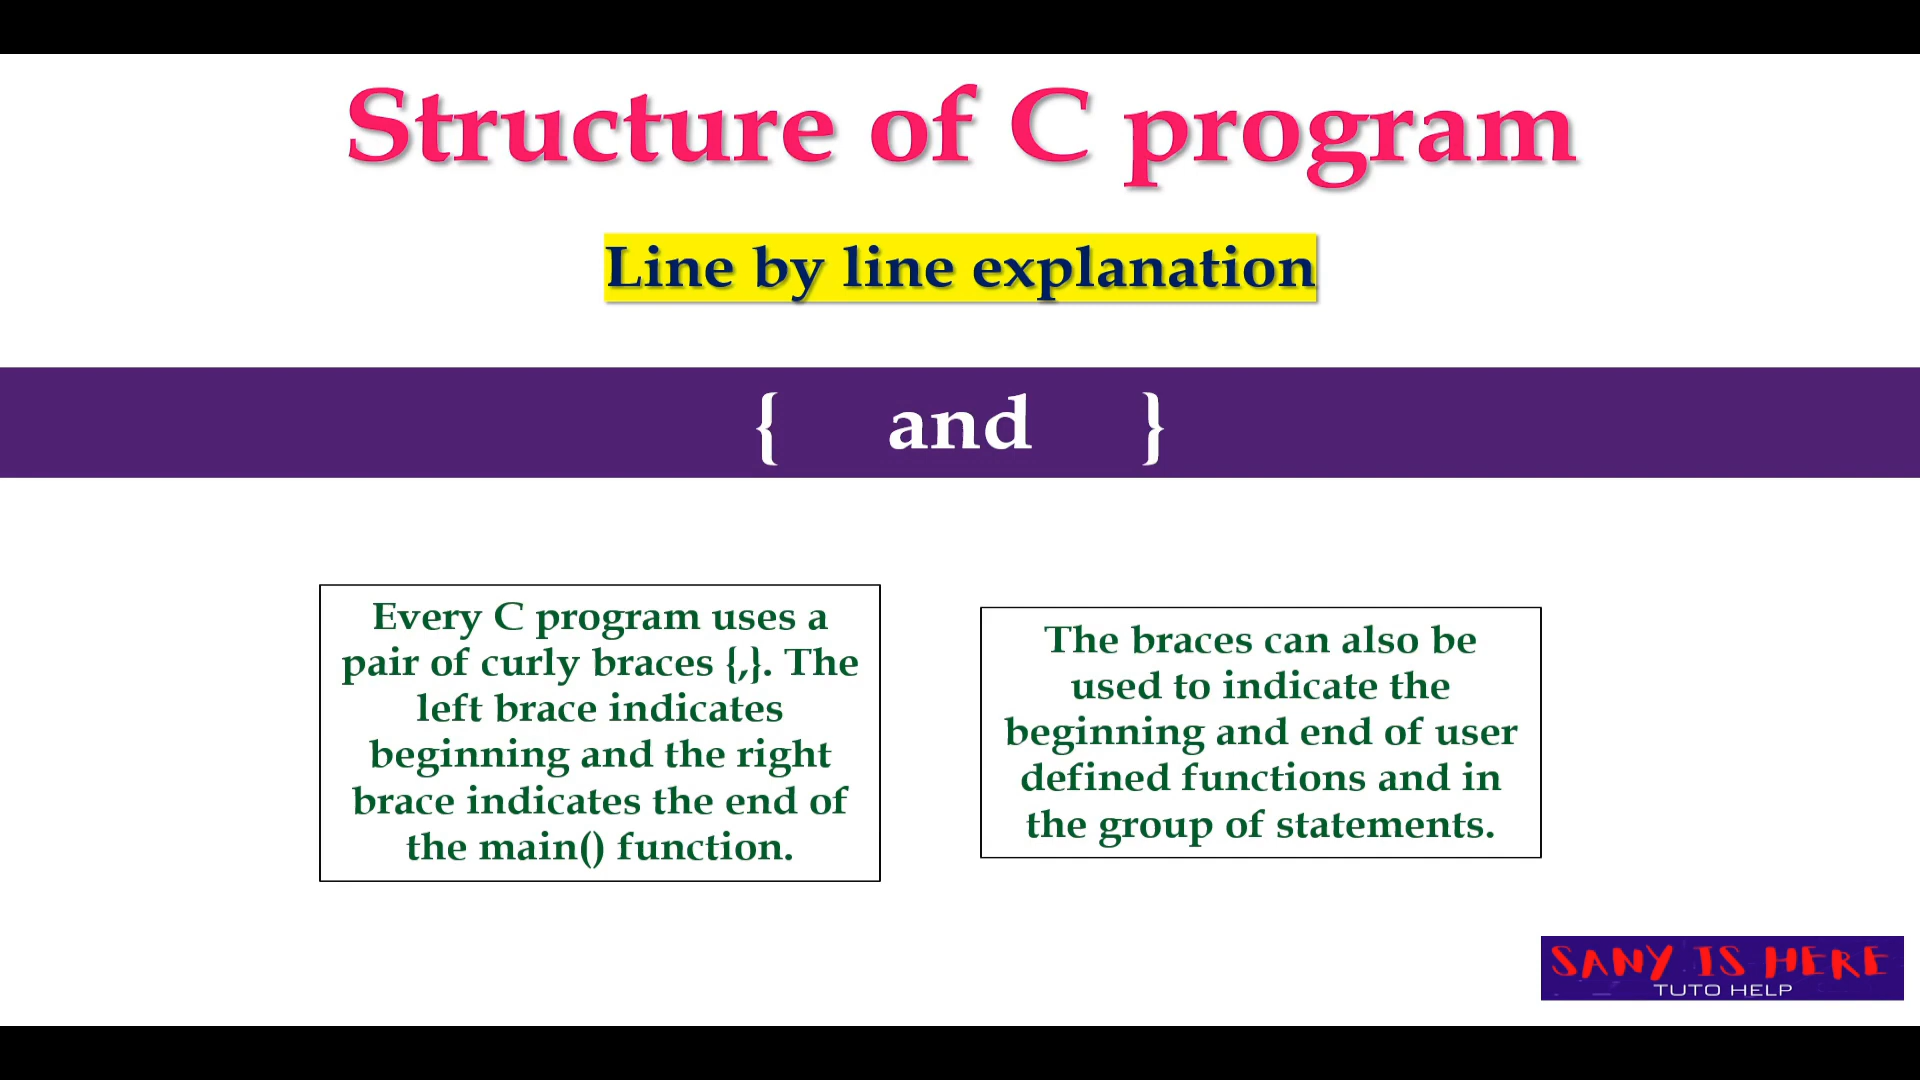 Structure of C program
Line by line explanation
{ and }
Every C program uses a
pair of curly braces {,}. The
left brace indicates
beginning and the right
brace indicates the end of
the main() function.
The braces can also be
used to indicate the
beginning and end of user
defined functions and in
the group of statements.
SANY IS HERE
TUTO HELP